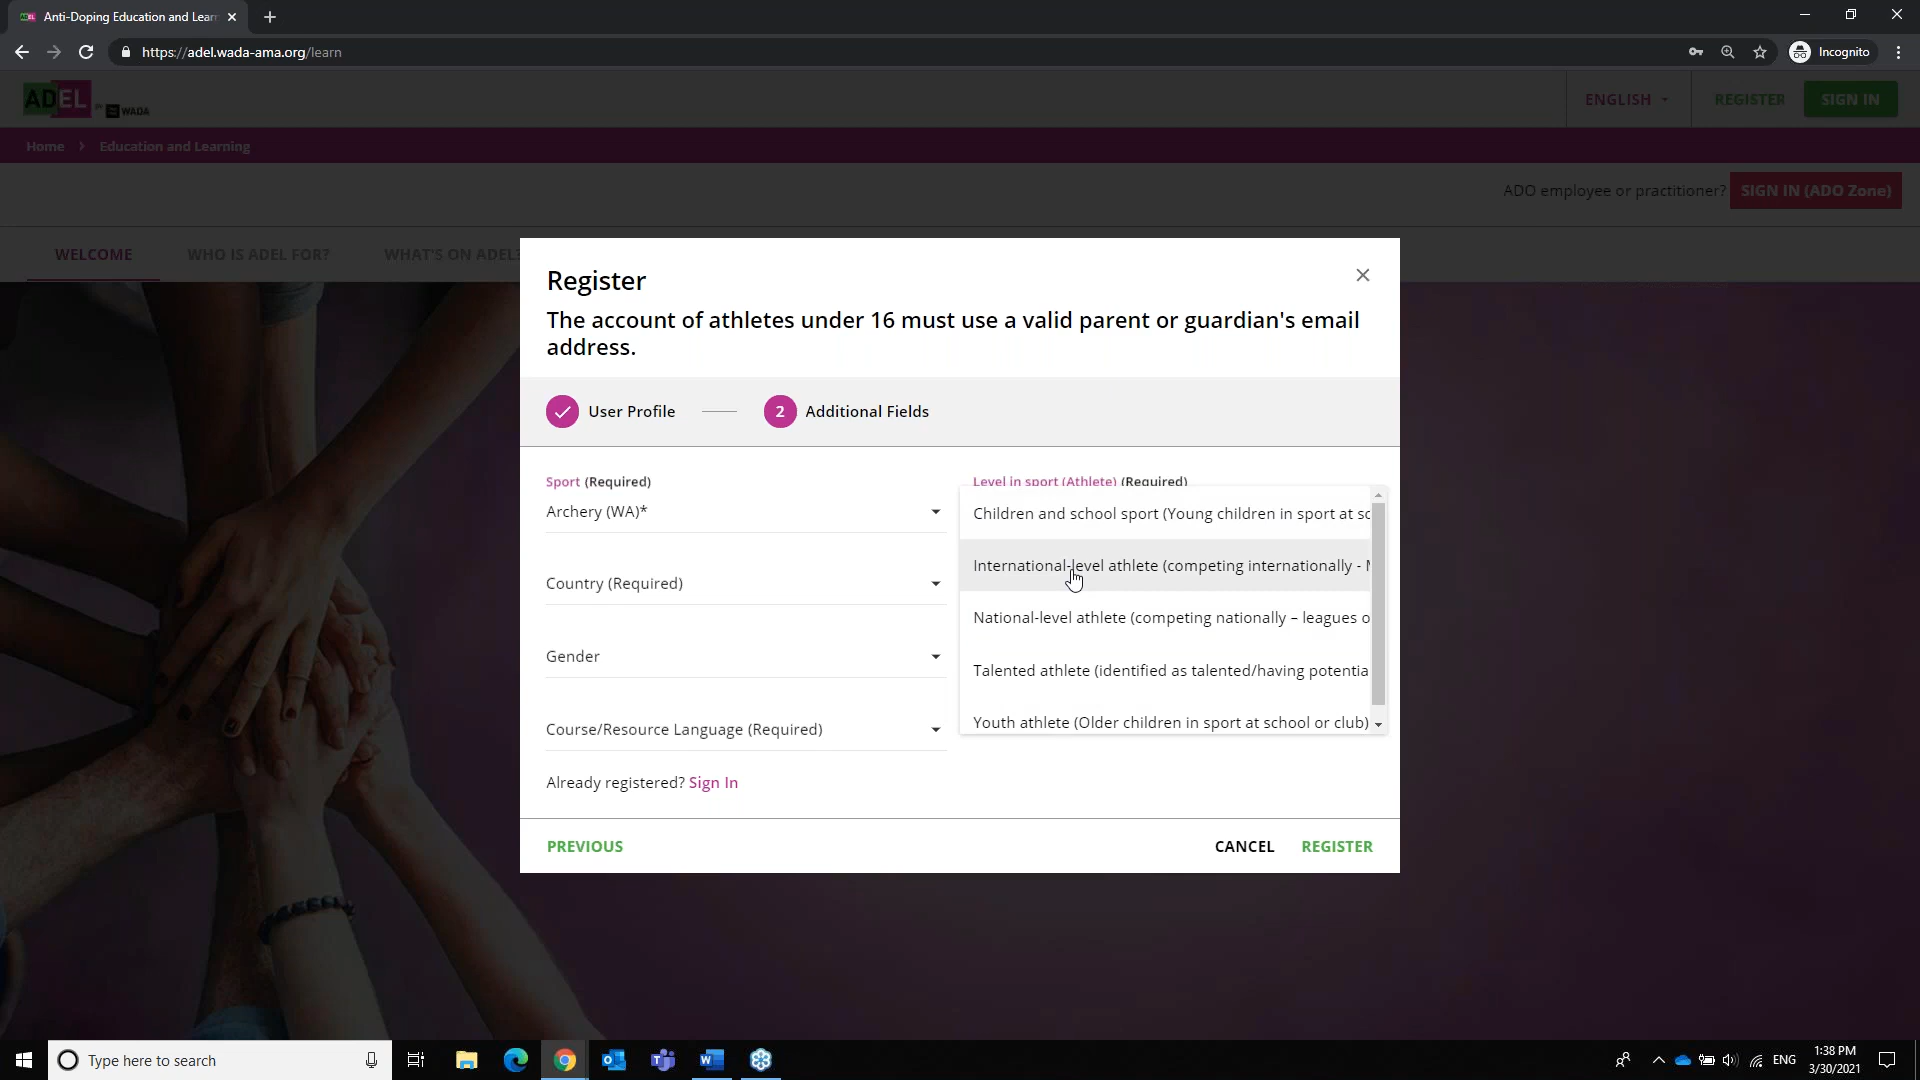 Anti-Doping Education and Lear
https://adel.wada-ama.org/learn
Incognito
ADEL WADA
ENGLISH
REGISTER
SIGN IN
Home > Education and Learning
ADO employee or practitioner? SIGN IN (ADO Zone)
WELCOME
WHO IS ADEL FOR?
WHAT'S ON ADEL?
Register
The account of athletes under 16 must use a valid parent or guardian's email
address.
User Profile
2 Additional Fields
Sport (Required)
Archery (WA)*
Level in sport (Athlete) (Required)
Children and school sport (Young children in sport at sc
International-level athlete (competing internationally -
National-level athlete (competing nationally – leagues o
Talented athlete (identified as talented/having potentia
Youth athlete (Older children in sport at school or club)
Country (Required)
Gender
Course/Resource Language (Required)
Already registered? Sign In
PREVIOUS
CANCEL
REGISTER
Type here to search
ENG
1:38 PM
3/30/2021